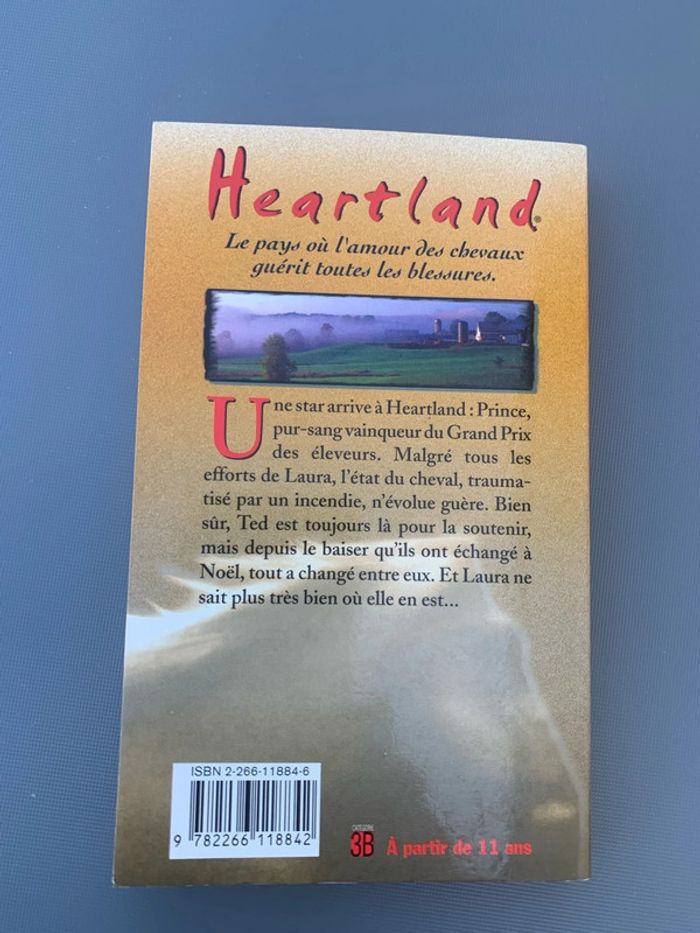 Heartland®
Le pays où l'amour des chevaux
guérit toutes les blessures.
Une star arrive à Heartland : Prince,
pur-sang vainqueur du Grand Prix
des éleveurs. Malgré tous les
efforts de Laura, l'état du cheval, trauma-
tisé par un incendie, n'évolue guère. Bien
sûr, Ted est toujours là pour la soutenir,
mais depuis le baiser qu'ils ont échangé à
Noël, tout a changé entre eux. Et Laura ne
sait plus très bien où elle en est...
ISBN 2-266-11884-6
9 782266 118842
CATÉGORIE
3B À partir de 11 ans